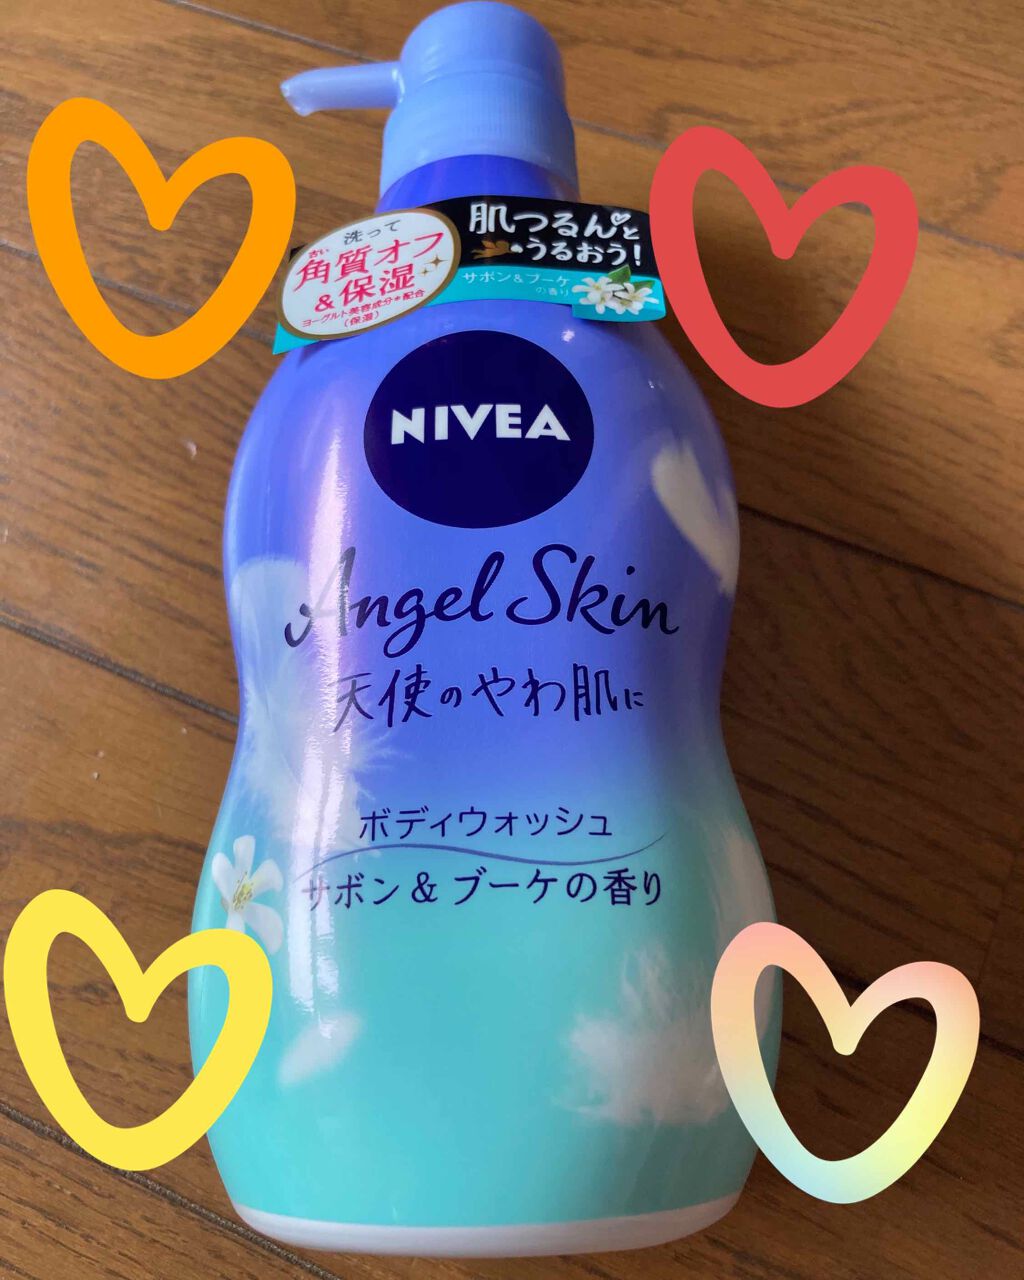 洗って
古い
角質オフ
&保湿
ヨーグルト美容成分*配合
(保湿)
肌つるんと
うるおう!
サボン&ブーケ
の香り
NIVEA
Angel Skin
天使のやわ肌に
ボディウォッシュ
サボン&ブーケの香り